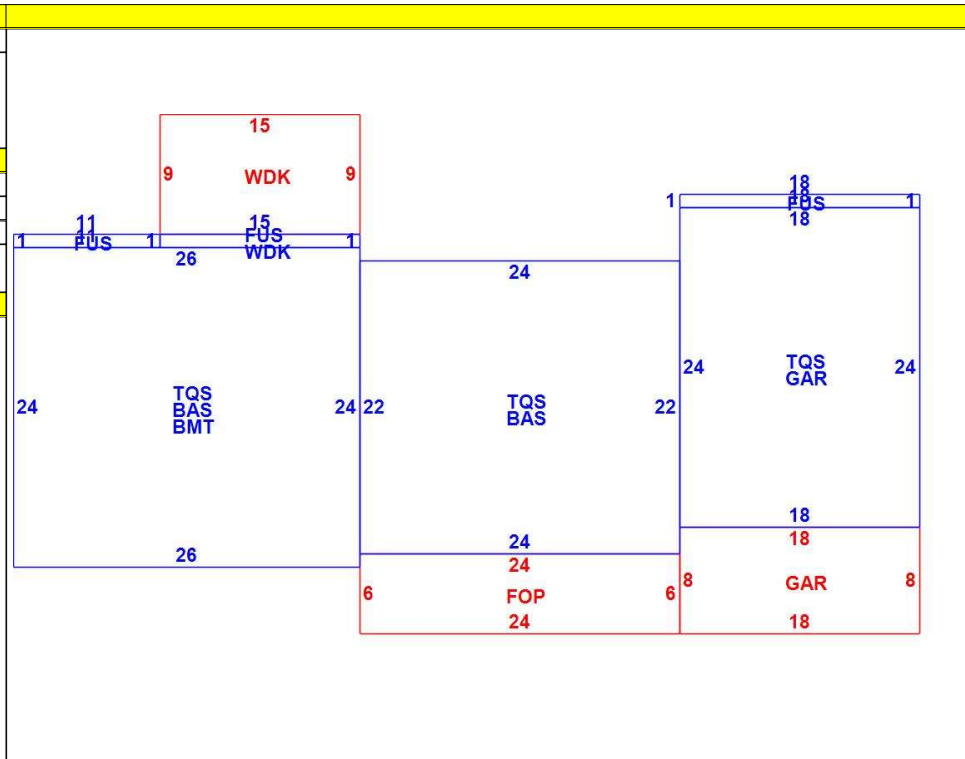 15
9 WDK 9
18
18
1 FUS 1
18
11 15
11 FUS
1 FUS 1 1
WDK
26
24
24 TQS 24
GAR
TQS
BAS
BMT
24 24
22 TQS 22
BAS
18
18
24
26
24
8 GAR 8
6 FOP 6
24 18